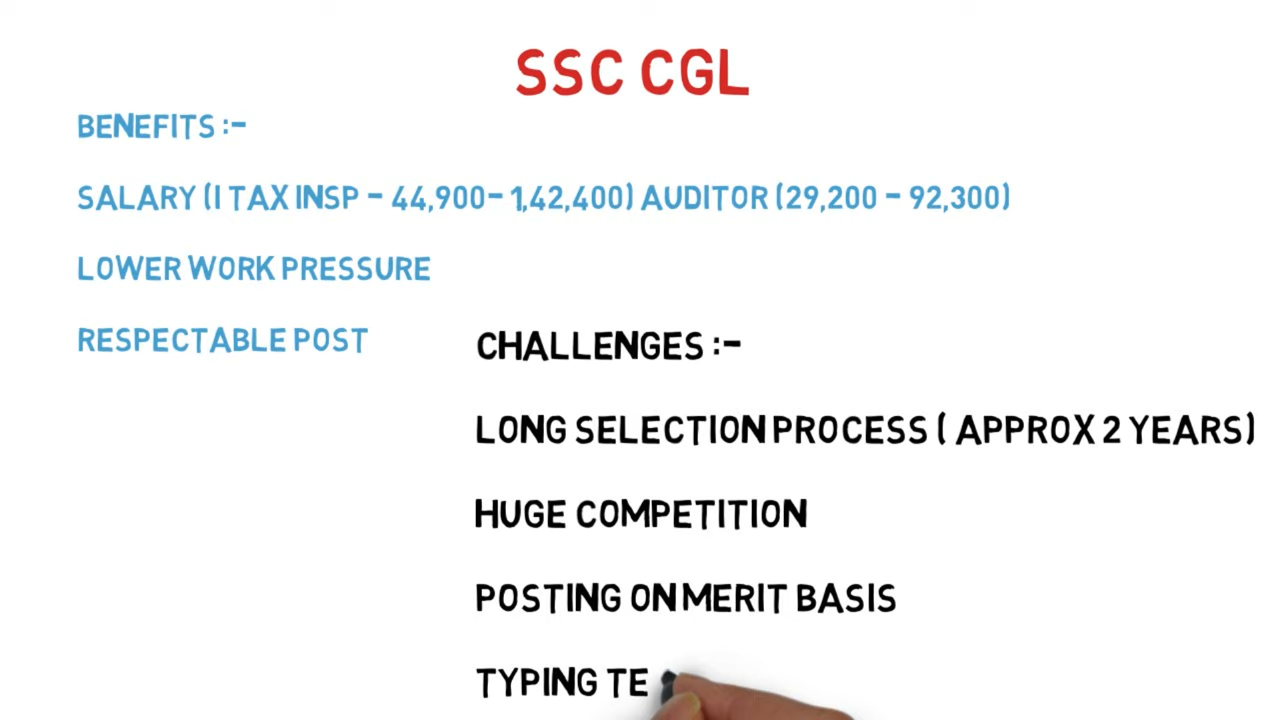 SSC CGL
BENEFITS :-
SALARY (I TAX INSP - 44,900- 1,42,400) AUDITOR (29,200 - 92,300)
LOWER WORK PRESSURE
RESPECTABLE POST
CHALLENGES :-
LONG SELECTION PROCESS ( APPROX 2 YEARS)
HUGE COMPETITION
POSTING ON MERIT BASIS
TYPING TE